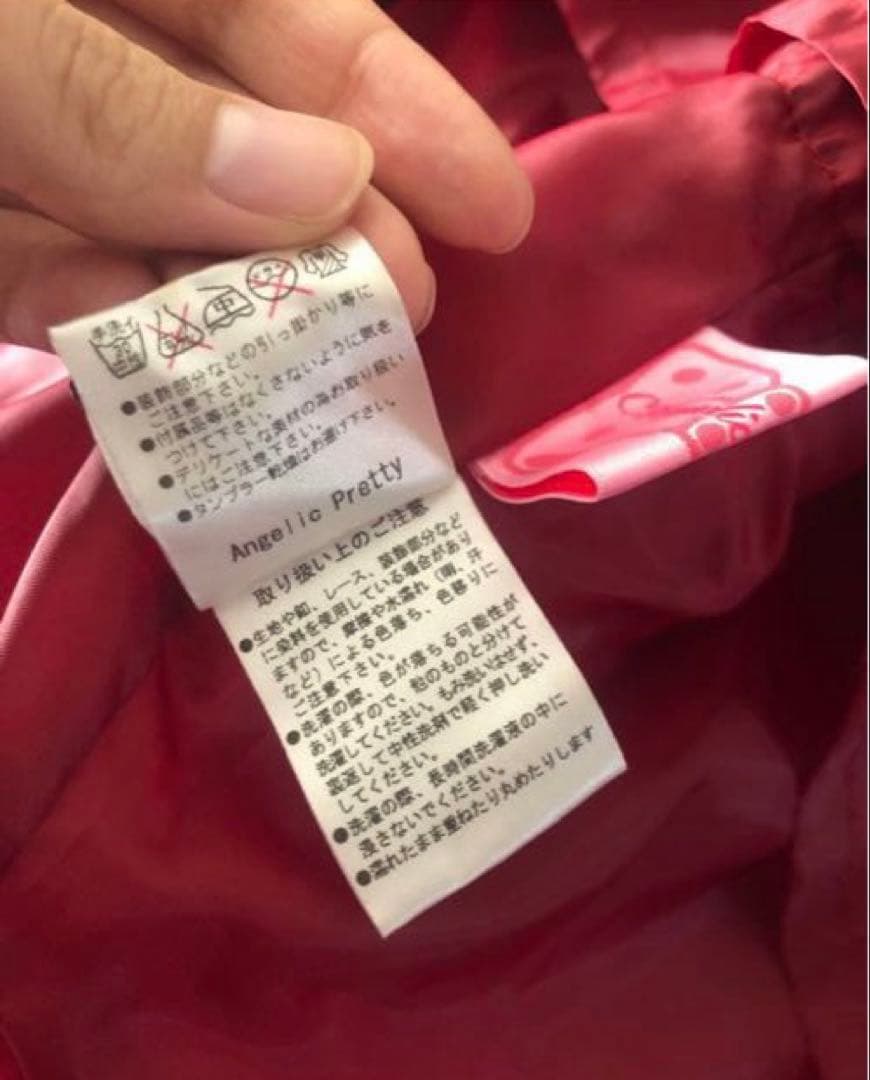 手洗イ
30
中
●装飾部分などの引っ掛かり等に
ご注意下さい。
●付属品等はなくさないように気を
つけて下さい。
●デリケートな素材の為お取り扱い
にはご注意下さい。
●タンブラー乾燥はお避け下さい。
Angelic Pretty
取り扱い上のご注意
●生地や釦、レース、装飾部分など
に染料を使用している場合があり
ますので、摩擦や水濡れ（雨、汗
など）による色落ち、色移りに
ご注意下さい。
●洗濯の際、色が落ちる可能性が
ありますので、他のものと分けて
洗濯してください。もみ洗いはせず、
裏返して中性洗剤で軽く押し洗い
してください。
●洗濯の際、長時間洗濯液の中に
浸さないでください。
●濡れたまま重ねたり丸めたりします